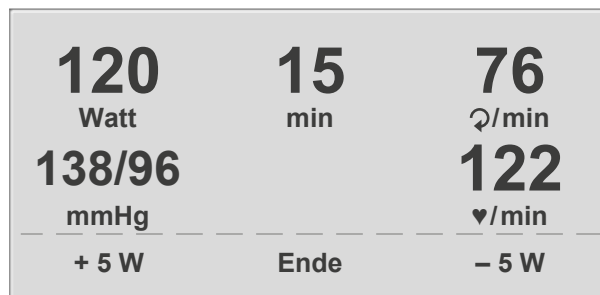 120 15 76
Watt min /min
138/96 122
mmHg ♥/min
+ 5 W Ende – 5 W